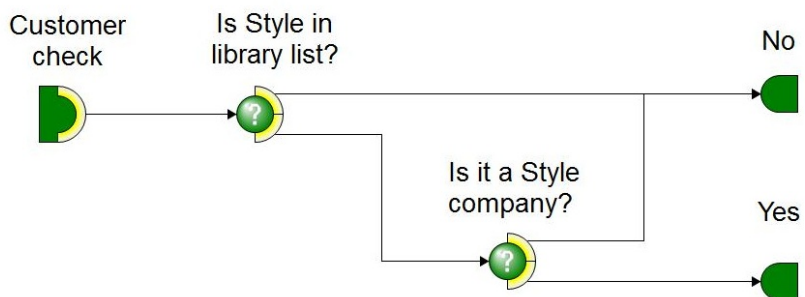 Customer
check
Is Style in
library list?
No
Is it a Style
company?
Yes
?
?